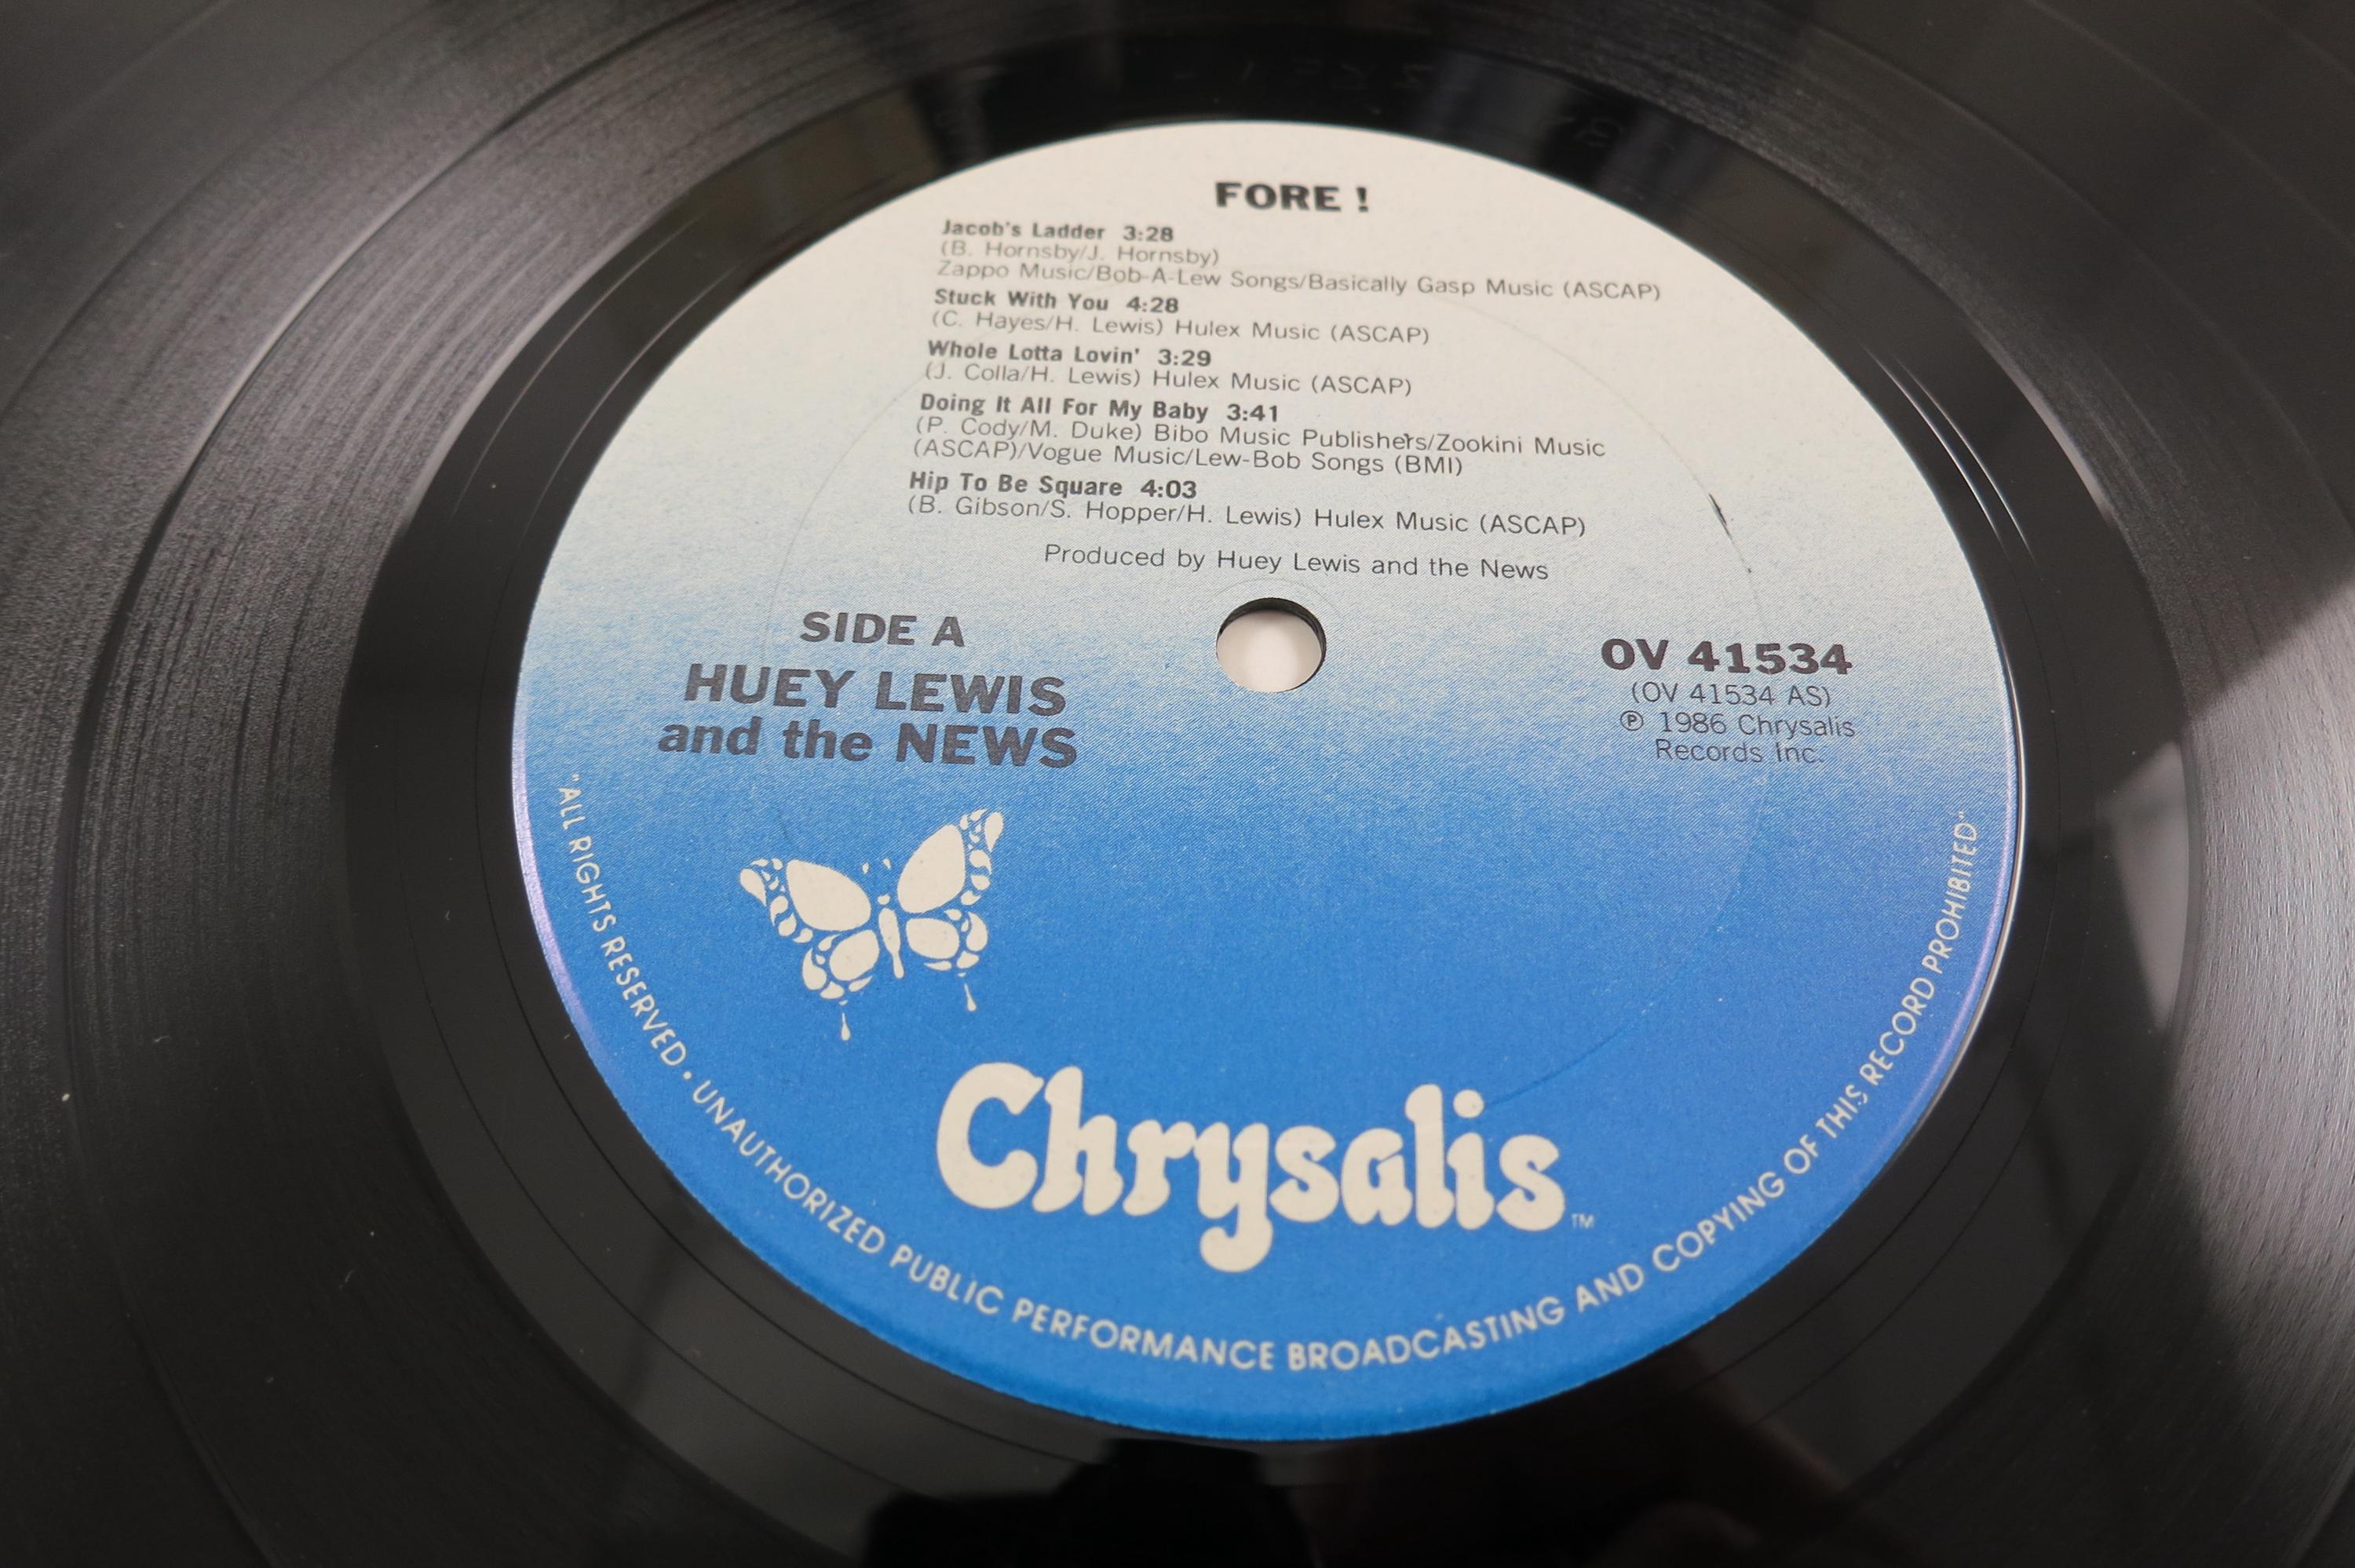 FORE !
Jacob's Ladder 3:28
(B. Hornsby/J. Hornsby)
Zappo Music/Bob-A-Lew Songs/Basically Gasp Music (ASCAP)
Stuck With You 4:28
(C. Hayes/H. Lewis) Hulex Music (ASCAP)
Whole Lotta Lovin' 3:29
(J. Colla/H. Lewis) Hulex Music (ASCAP)
Doing It All For My Baby 3:41
(P. Cody/M. Duke) Bibo Music Publishers/Zookini Music
(ASCAP)/Vogue Music/Lew-Bob Songs (BMI)
Hip To Be Square 4:03
(B. Gibson/S. Hopper/H. Lewis) Hulex Music (ASCAP)
Produced by Huey Lewis and the News
SIDE A
HUEY LEWIS
and the NEWS
OV 41534
(OV 41534 AS)
℗ 1986 Chrysalis
Records Inc.
Chrysalis™
"ALL RIGHTS RESERVED • UNAUTHORIZED PUBLIC PERFORMANCE BROADCASTING AND COPYING OF THIS RECORD PROHIBITED"